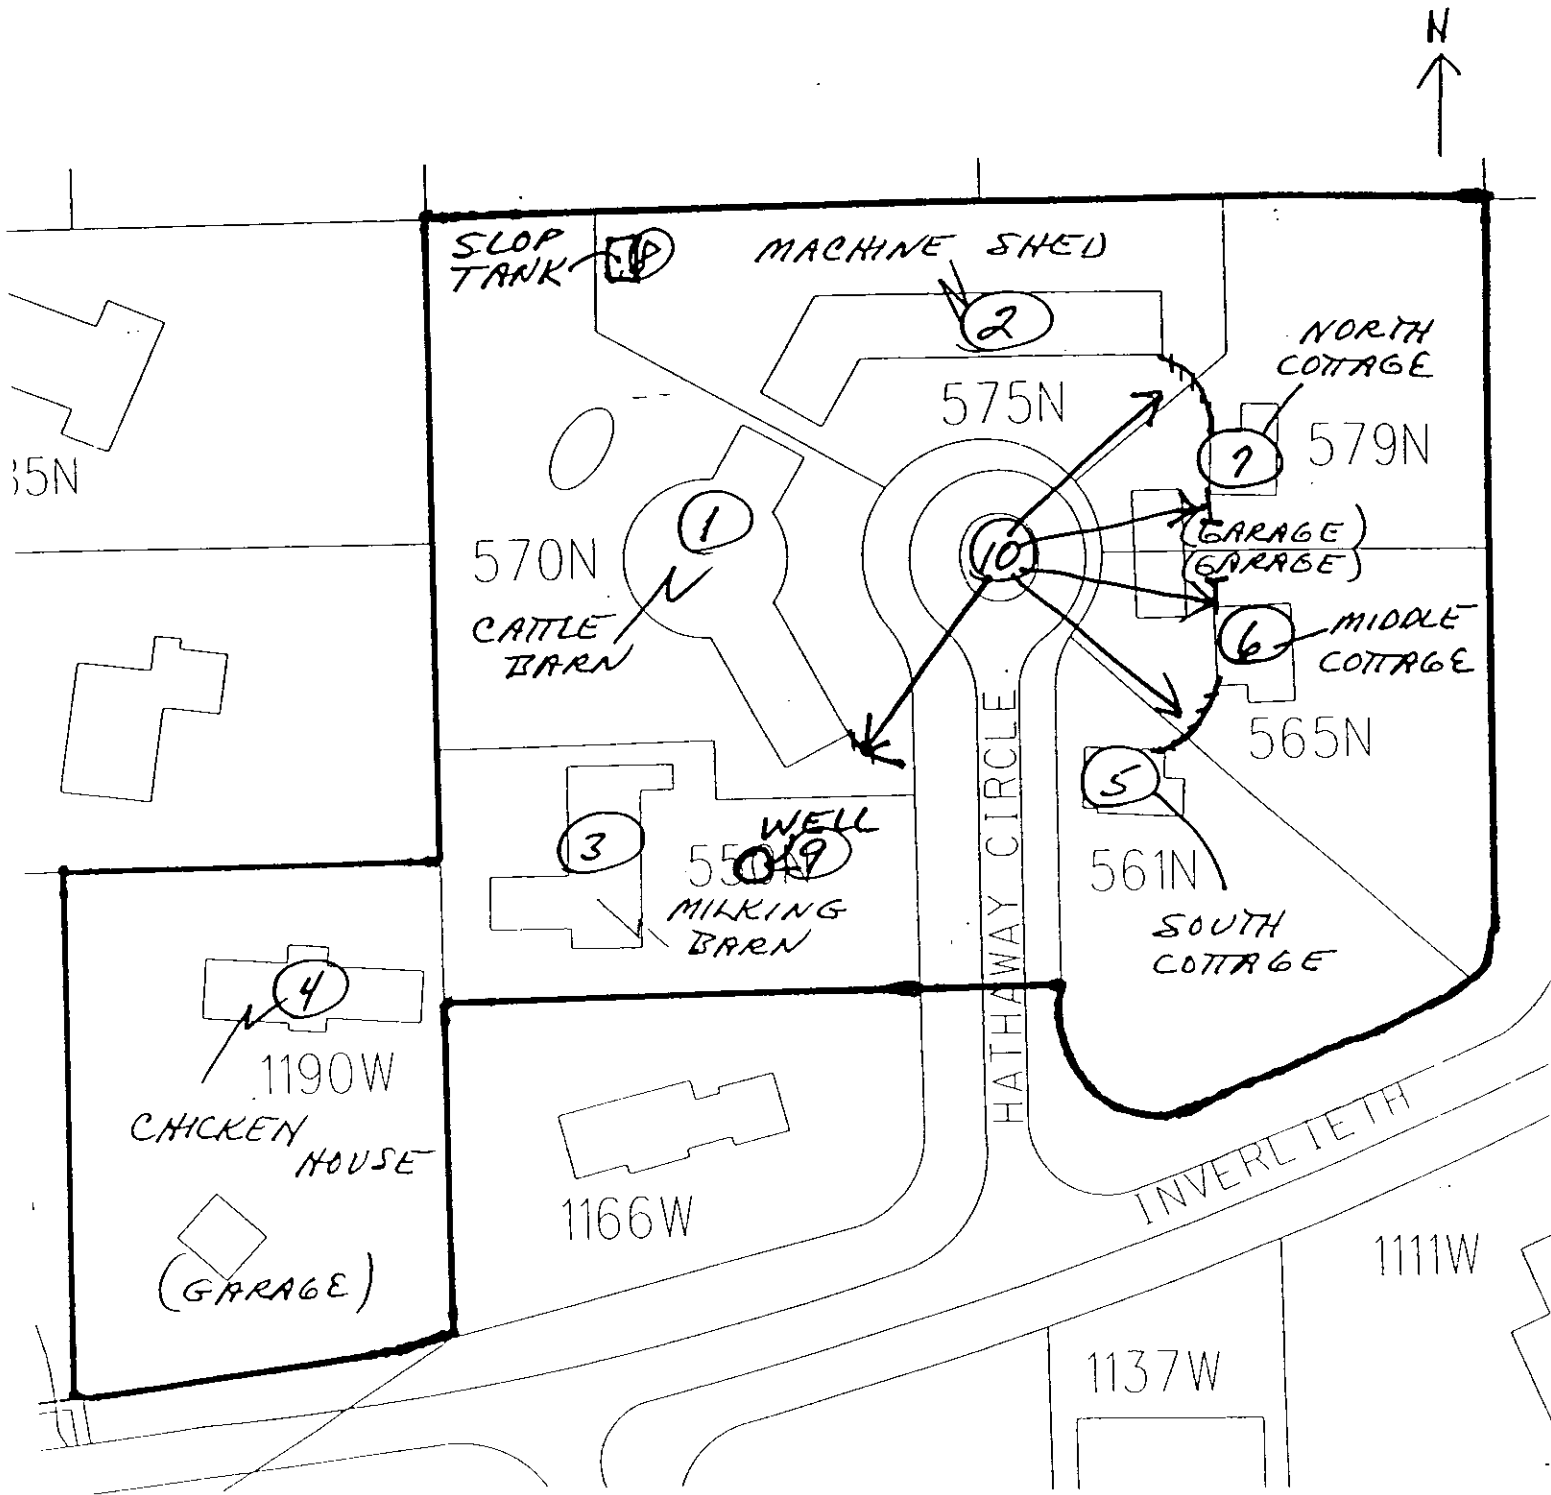 N
SLOP
TANK
MACHINE SHED
2
NORTH
COTTAGE
575N
7
579N
35N
1
10
(GARAGE)
(GARAGE)
570N
CATTLE
BARN
6
MIDDLE
COTTAGE
565N
5
3
WELL
9
561N
MILKING
BARN
SOUTH
COTTAGE
HATHAWAY CIRCLE
4
1190W
CHICKEN
HOUSE
INVERLIETH
1166W
(GARAGE)
1111W
1137W